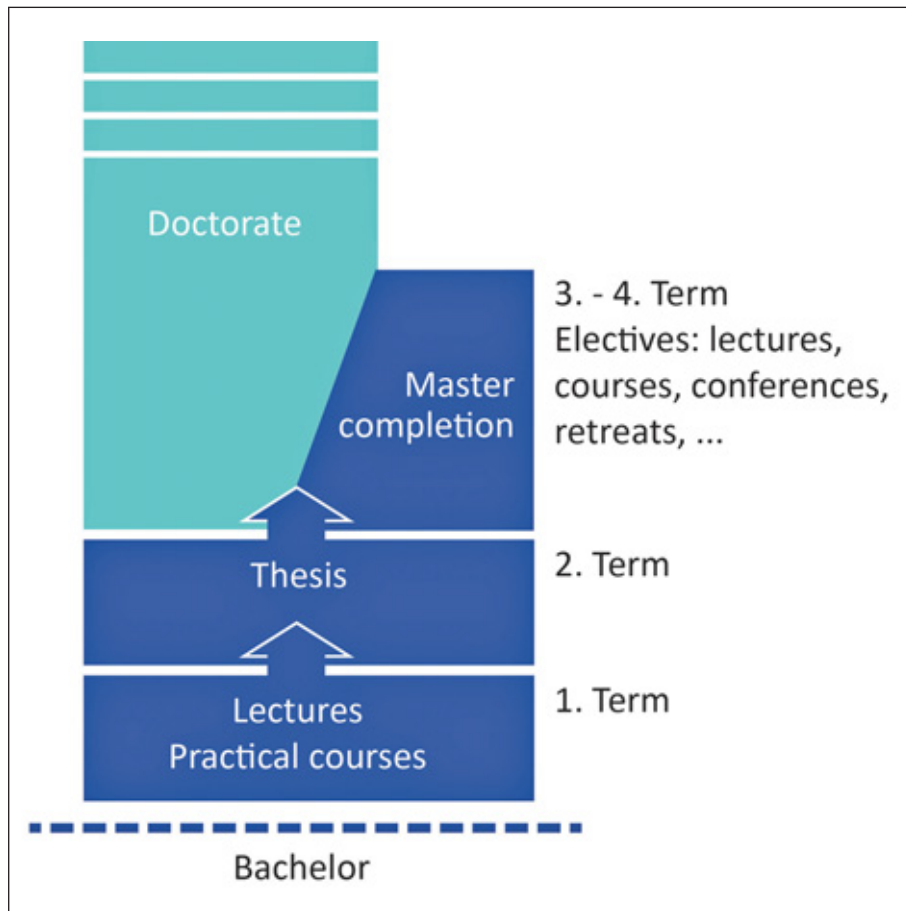 Doctorate
Master
completion
3. - 4. Term
Electives: lectures,
courses, conferences,
retreats, ...
Thesis
2. Term
Lectures
Practical courses
1. Term
Bachelor